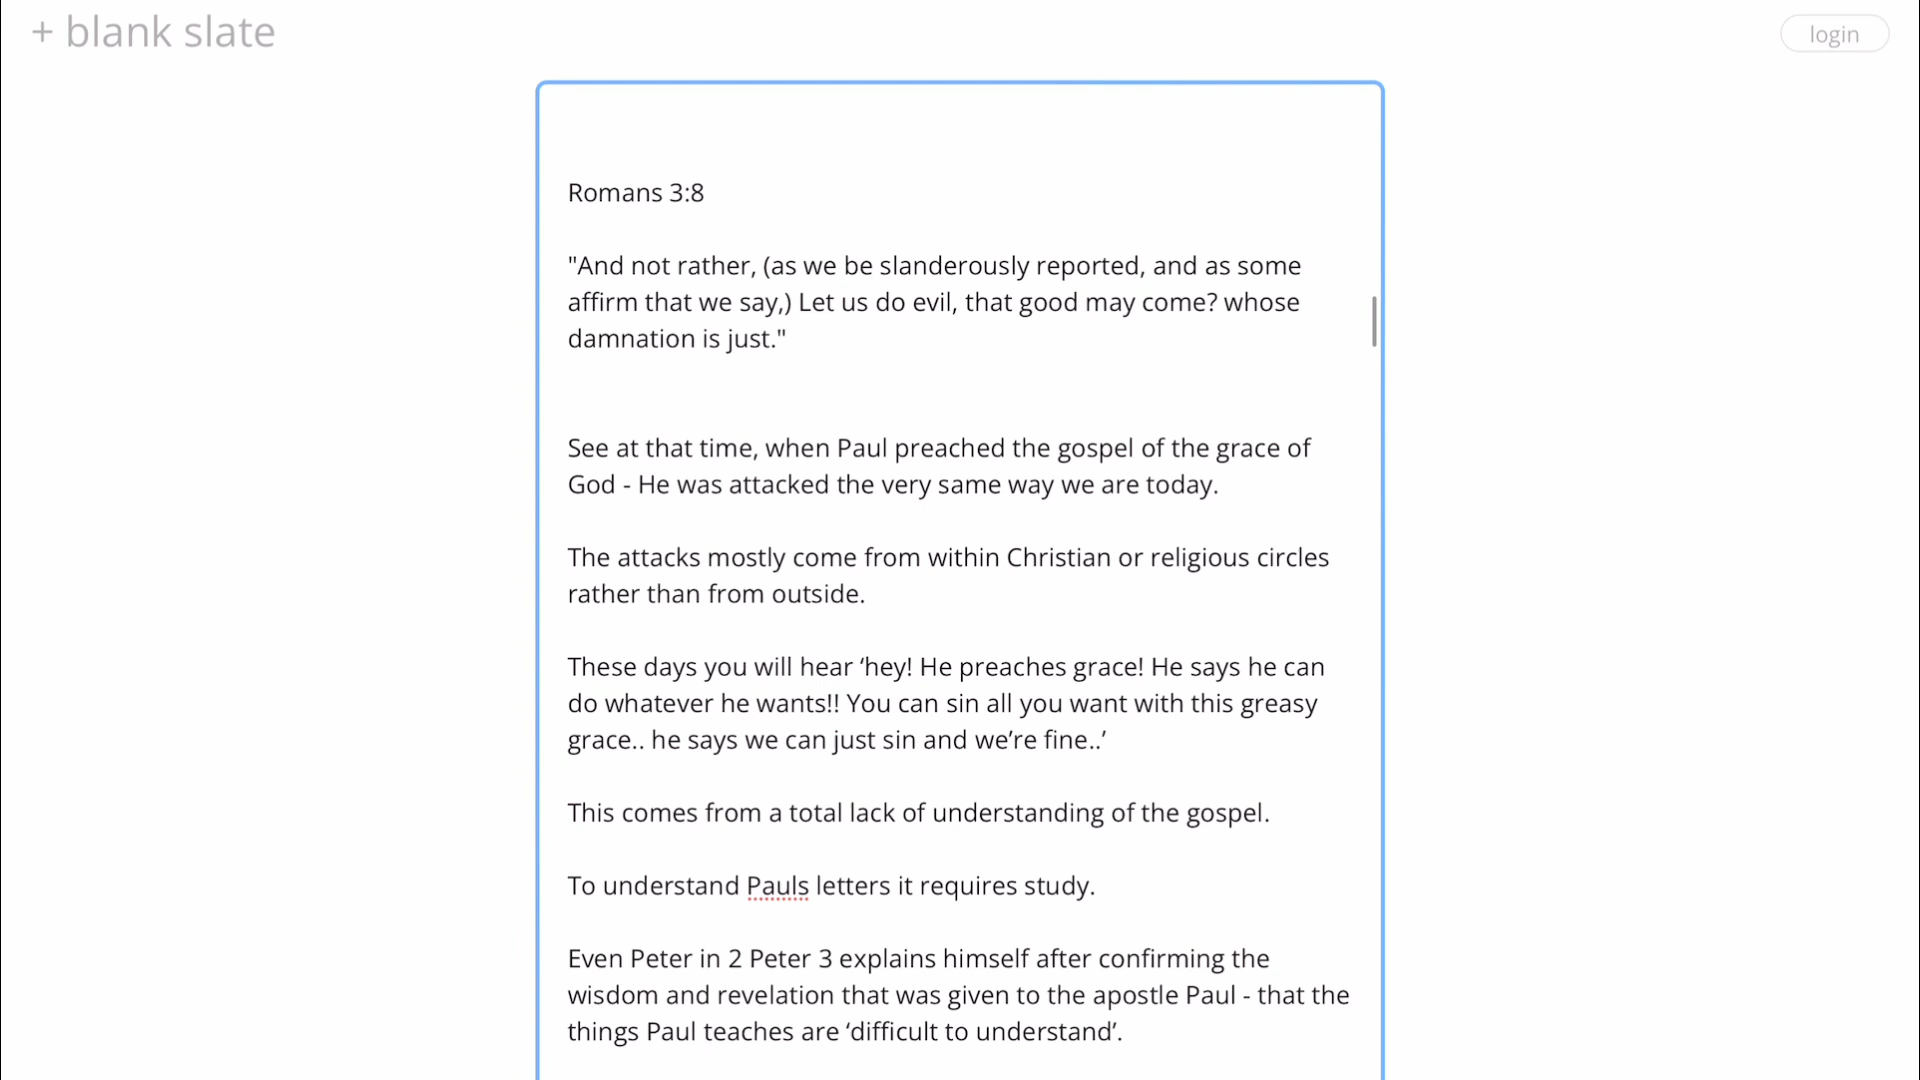 + blank slate
login
Romans 3:8
"And not rather, (as we be slanderously reported, and as some
affirm that we say,) Let us do evil, that good may come? whose
damnation is just."
See at that time, when Paul preached the gospel of the grace of
God - He was attacked the very same way we are today.
The attacks mostly come from within Christian or religious circles
rather than from outside.
These days you will hear ‘hey! He preaches grace! He says he can
do whatever he wants!! You can sin all you want with this greasy
grace.. he says we can just sin and we’re fine..’
This comes from a total lack of understanding of the gospel.
To understand Pauls letters it requires study.
Even Peter in 2 Peter 3 explains himself after confirming the
wisdom and revelation that was given to the apostle Paul - that the
things Paul teaches are ‘difficult to understand’.